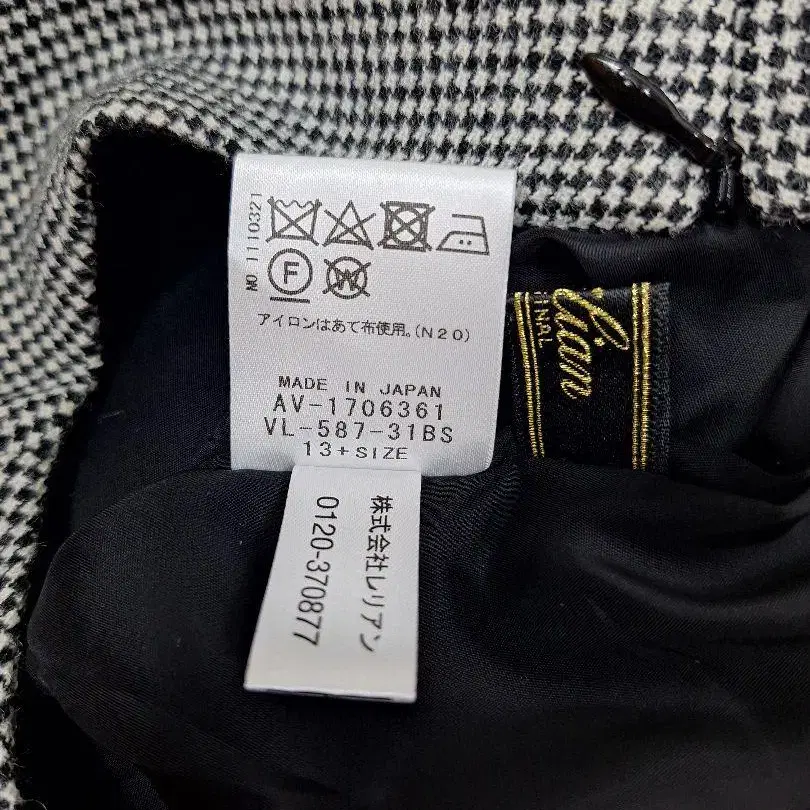 MO 1110321
F
W
アイロンはあて布使用。(N20)
MADE IN JAPAN
AV-1706361
VL-587-31BS
13+SIZE
株式会社レリアン
0120-370877